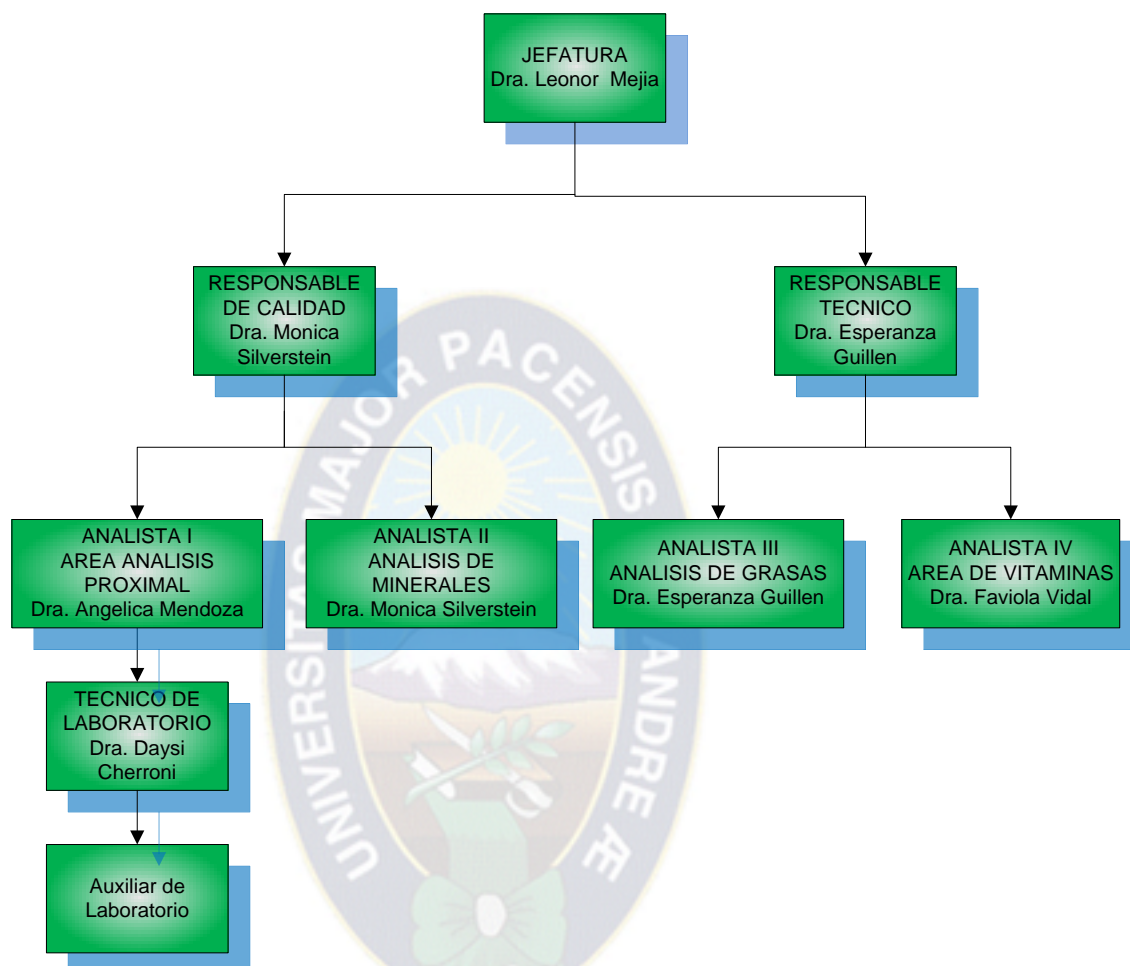 JEFATURA
Dra. Leonor Mejia
RESPONSABLE
DE CALIDAD
Dra. Monica
Silverstein
RESPONSABLE
TECNICO
Dra. Esperanza
Guillen
UNIVERSITAS MAJOR PACENSIS ANDRE Æ
ANALISTA I
AREA ANALISIS
PROXIMAL
Dra. Angelica Mendoza
ANALISTA II
ANALISIS DE
MINERALES
Dra. Monica Silverstein
ANALISTA III
ANALISIS DE GRASAS
Dra. Esperanza Guillen
ANALISTA IV
AREA DE VITAMINAS
Dra. Faviola Vidal
TECNICO DE
LABORATORIO
Dra. Daysi
Cherroni
Auxiliar de
Laboratorio